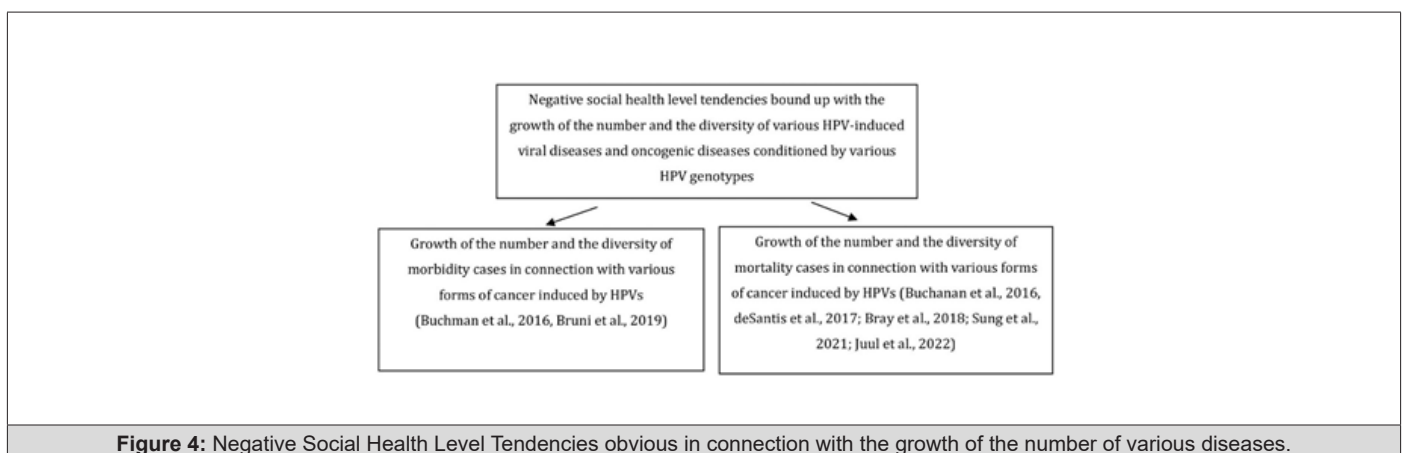 Negative social health level tendencies bound up with the
growth of the number and the diversity of various HPV-induced
viral diseases and oncogenic diseases conditioned by various
HPV genotypes
Growth of the number and the diversity of
morbidity cases in connection with various
forms of cancer induced by HPVs
(Buchman et al., 2016, Bruni et al., 2019)
Growth of the number and the diversity of
mortality cases in connection with various forms
of cancer induced by HPVs (Buchanan et al., 2016,
deSantis et al., 2017; Bray et al., 2018; Sung et al.,
2021; Juul et al., 2022)
Figure 4: Negative Social Health Level Tendencies obvious in connection with the growth of the number of various diseases.